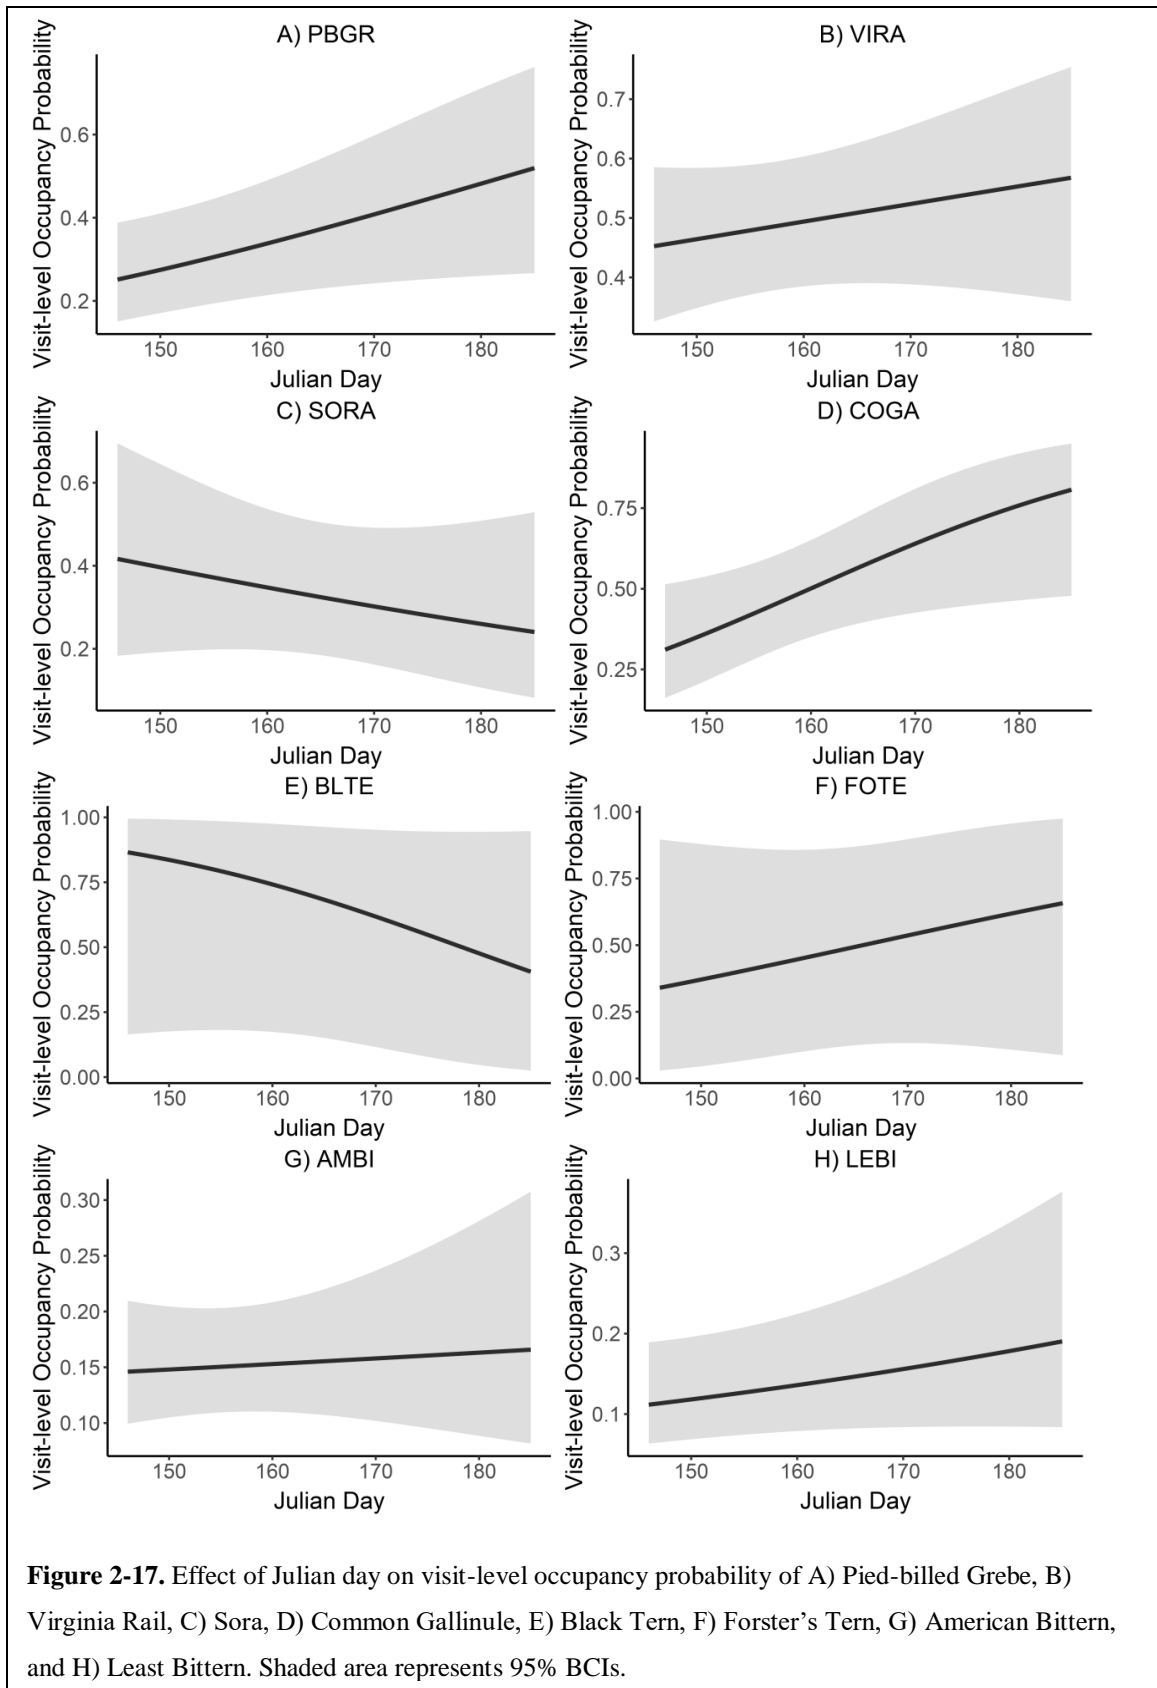 A) PBGR
Visit-level Occupancy Probability
0.6
0.4
0.2
150 160 170 180
Julian Day
B) VIRA
Visit-level Occupancy Probability
0.7
0.6
0.5
0.4
150 160 170 180
Julian Day
C) SORA
Visit-level Occupancy Probability
0.6
0.4
0.2
150 160 170 180
Julian Day
D) COGA
Visit-level Occupancy Probability
0.75
0.50
0.25
150 160 170 180
Julian Day
E) BLTE
Visit-level Occupancy Probability
1.00
0.75
0.50
0.25
0.00
150 160 170 180
Julian Day
F) FOTE
Visit-level Occupancy Probability
1.00
0.75
0.50
0.25
0.00
150 160 170 180
Julian Day
G) AMBI
Visit-level Occupancy Probability
0.30
0.25
0.20
0.15
0.10
150 160 170 180
Julian Day
H) LEBI
Visit-level Occupancy Probability
0.3
0.2
0.1
150 160 170 180
Julian Day
Figure 2-17. Effect of Julian day on visit-level occupancy probability of A) Pied-billed Grebe, B)
Virginia Rail, C) Sora, D) Common Gallinule, E) Black Tern, F) Forster’s Tern, G) American Bittern,
and H) Least Bittern. Shaded area represents 95% BCIs.